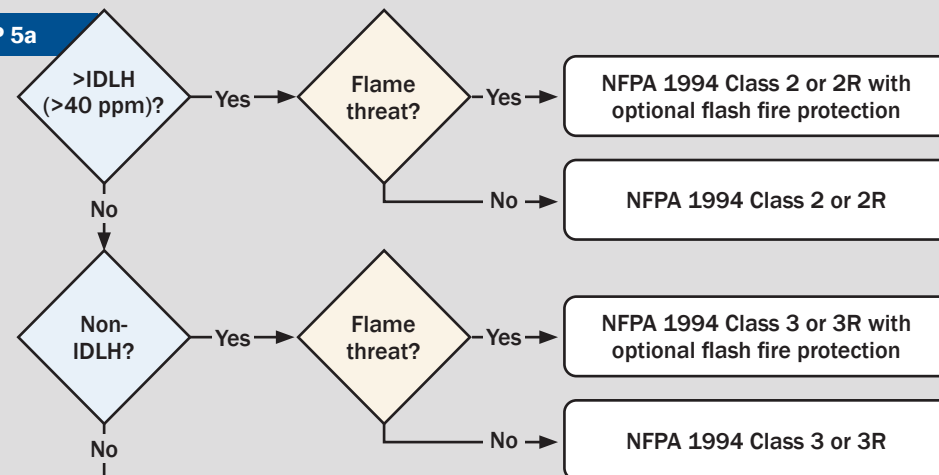 P 5a
>IDLH
(>40 ppm)?
Yes
Flame
threat?
Yes
NFPA 1994 Class 2 or 2R with
optional flash fire protection
No
NFPA 1994 Class 2 or 2R
No
Non-
IDLH?
Yes
Flame
threat?
Yes
NFPA 1994 Class 3 or 3R with
optional flash fire protection
No
NFPA 1994 Class 3 or 3R
No